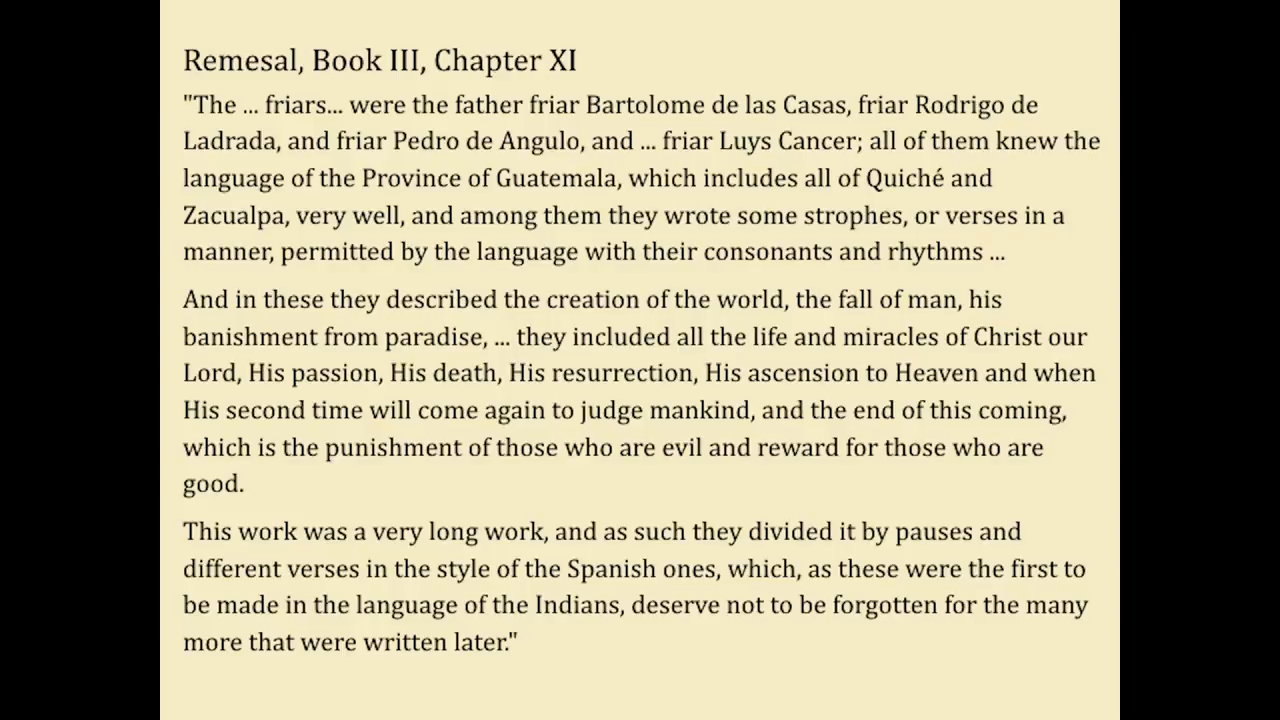 Remesal, Book III, Chapter XI
"The ... friars... were the father friar Bartolome de las Casas, friar Rodrigo de
Ladrada, and friar Pedro de Angulo, and ... friar Luys Cancer; all of them knew the
language of the Province of Guatemala, which includes all of Quiché and
Zacualpa, very well, and among them they wrote some strophes, or verses in a
manner, permitted by the language with their consonants and rhythms ...
And in these they described the creation of the world, the fall of man, his
banishment from paradise, ... they included all the life and miracles of Christ our
Lord, His passion, His death, His resurrection, His ascension to Heaven and when
His second time will come again to judge mankind, and the end of this coming,
which is the punishment of those who are evil and reward for those who are
good.
This work was a very long work, and as such they divided it by pauses and
different verses in the style of the Spanish ones, which, as these were the first to
be made in the language of the Indians, deserve not to be forgotten for the many
more that were written later."